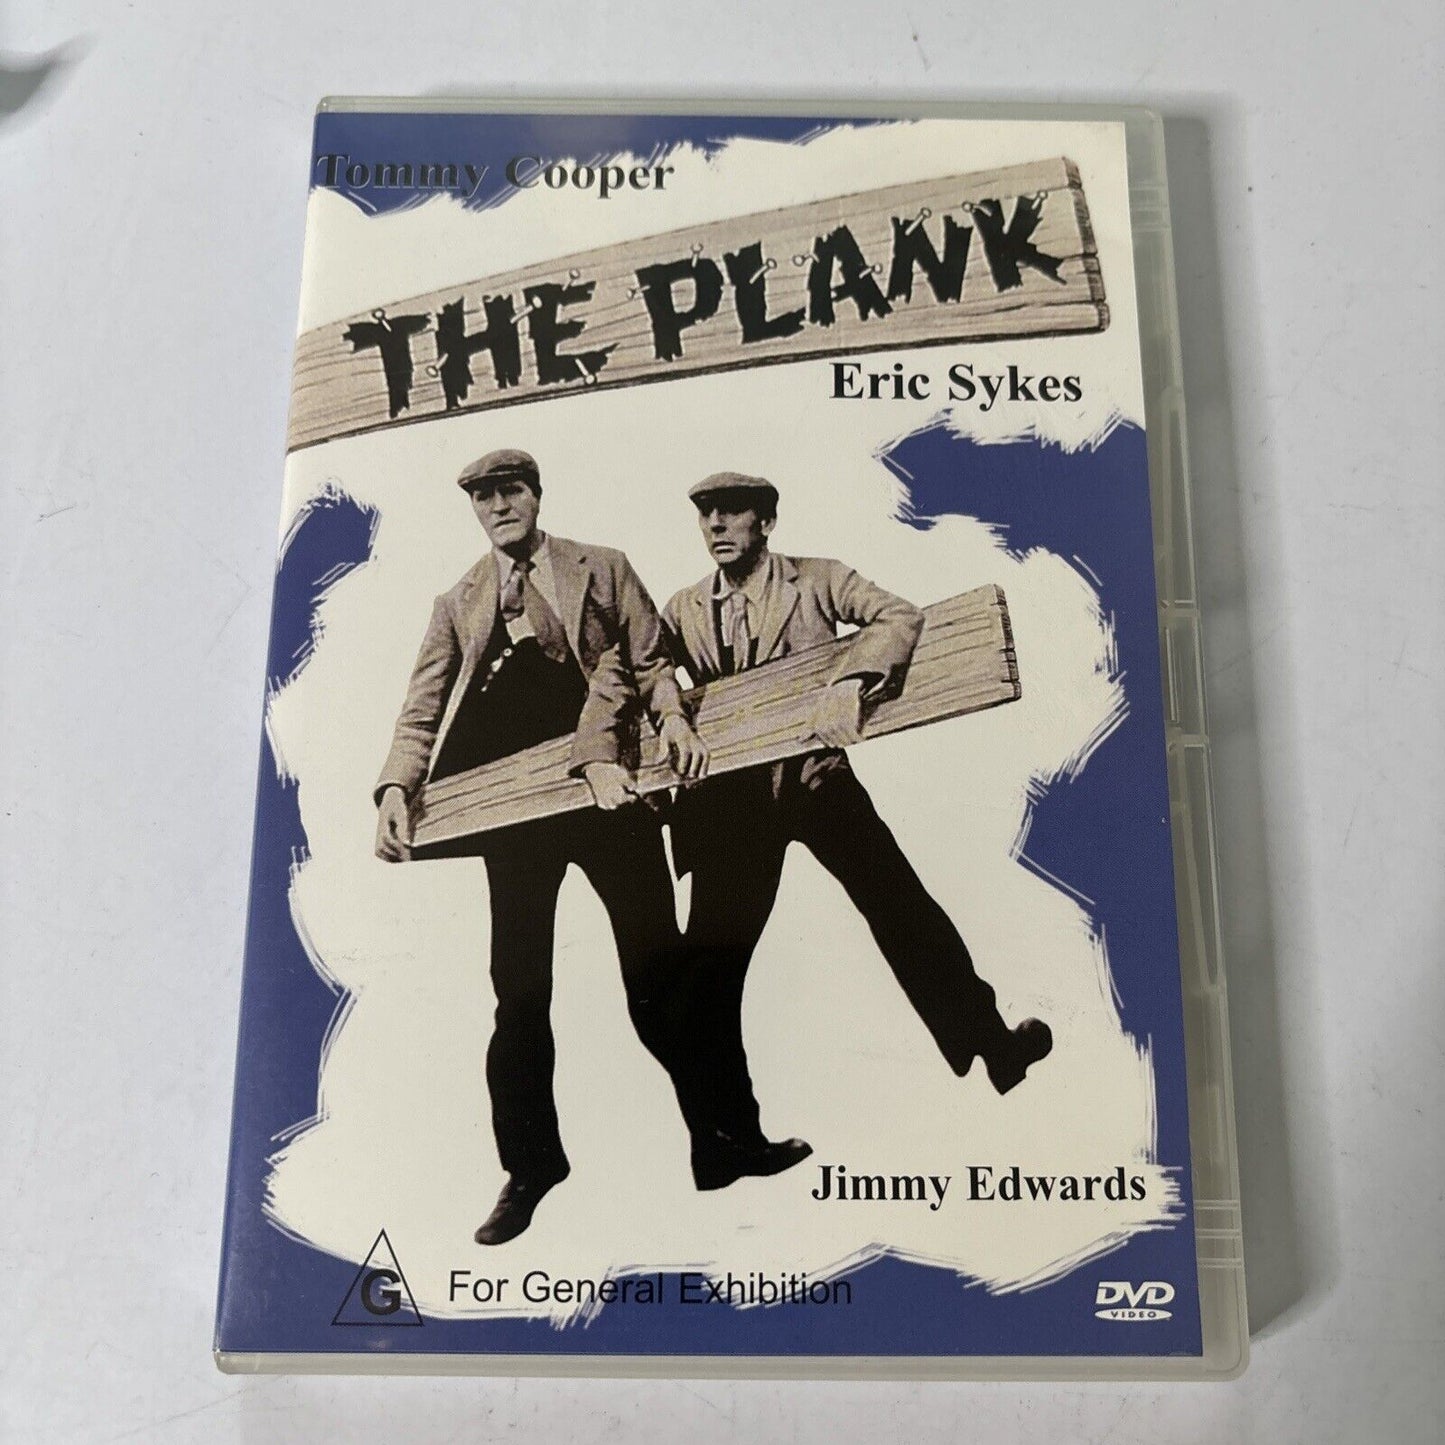 Tommy Cooper
THE PLANK
Eric Sykes
Jimmy Edwards
G For General Exhibition
DVD
VIDEO